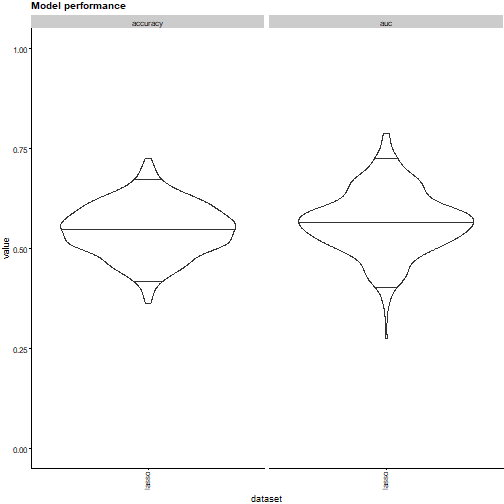 Model performance
accuracy
auc
1.00
0.75
0.50
0.25
0.00
value
lasso
lasso
dataset